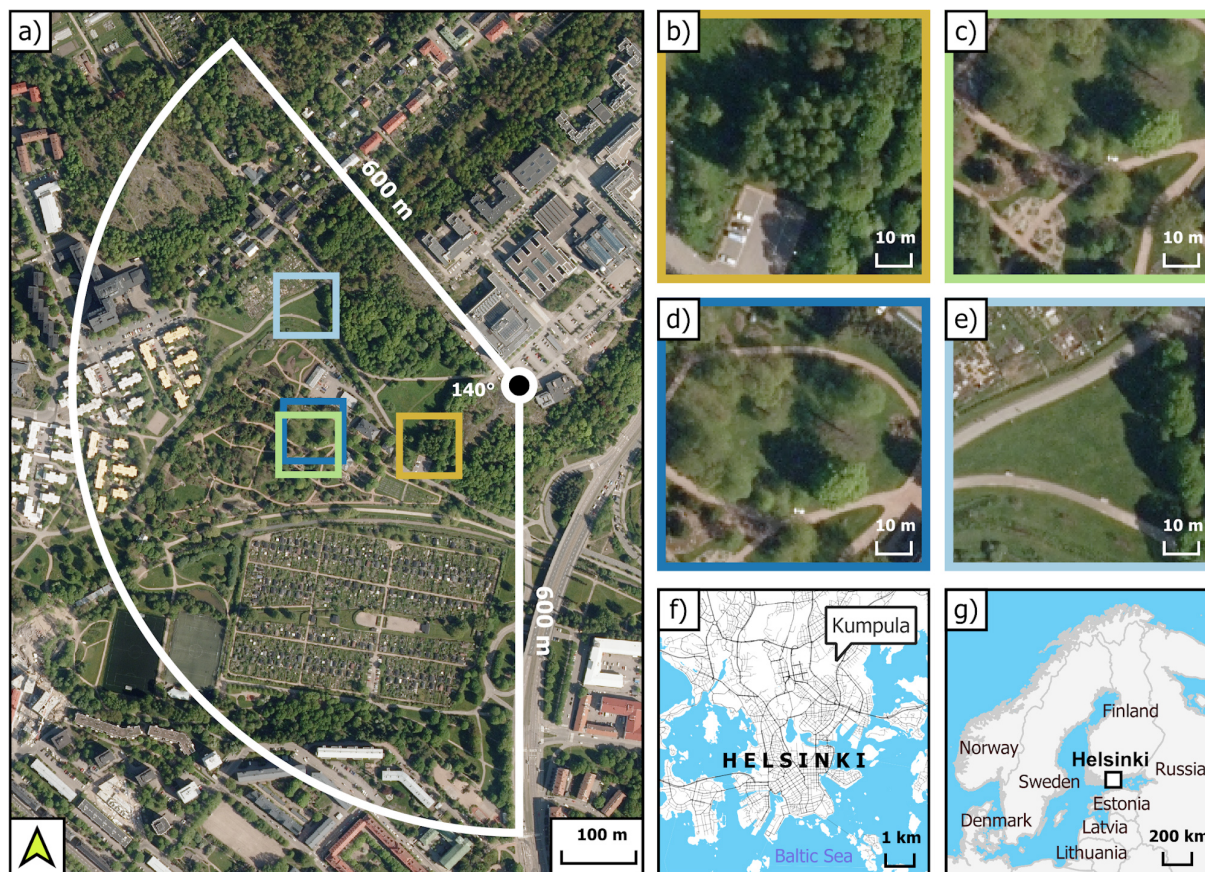 a)
600 m
140°
600 m
100 m
b)
10 m
c)
10 m
d)
10 m
e)
10 m
f)
Kumpula
HELSINKI
Baltic Sea
1 km
g)
Finland
Norway
Helsinki
Sweden
Russia
Estonia
Denmark
Latvia
Lithuania
200 km